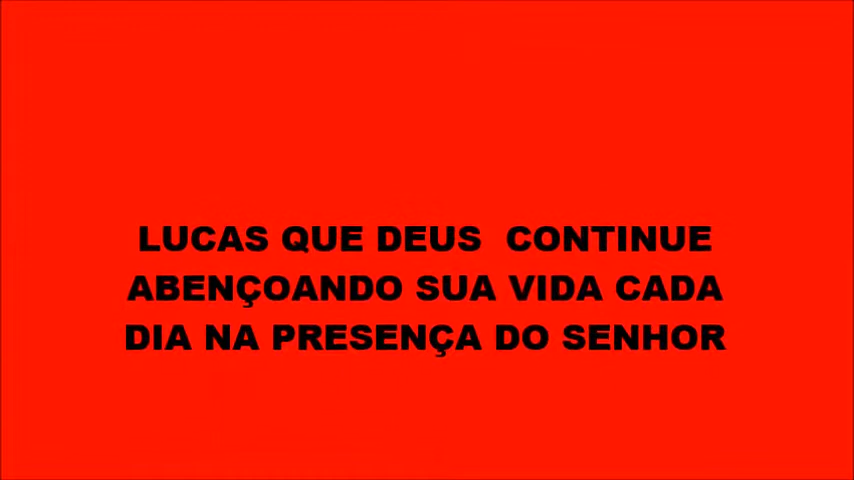 LUCAS QUE DEUS  CONTINUE
ABENÇOANDO SUA VIDA CADA
DIA NA PRESENÇA DO SENHOR